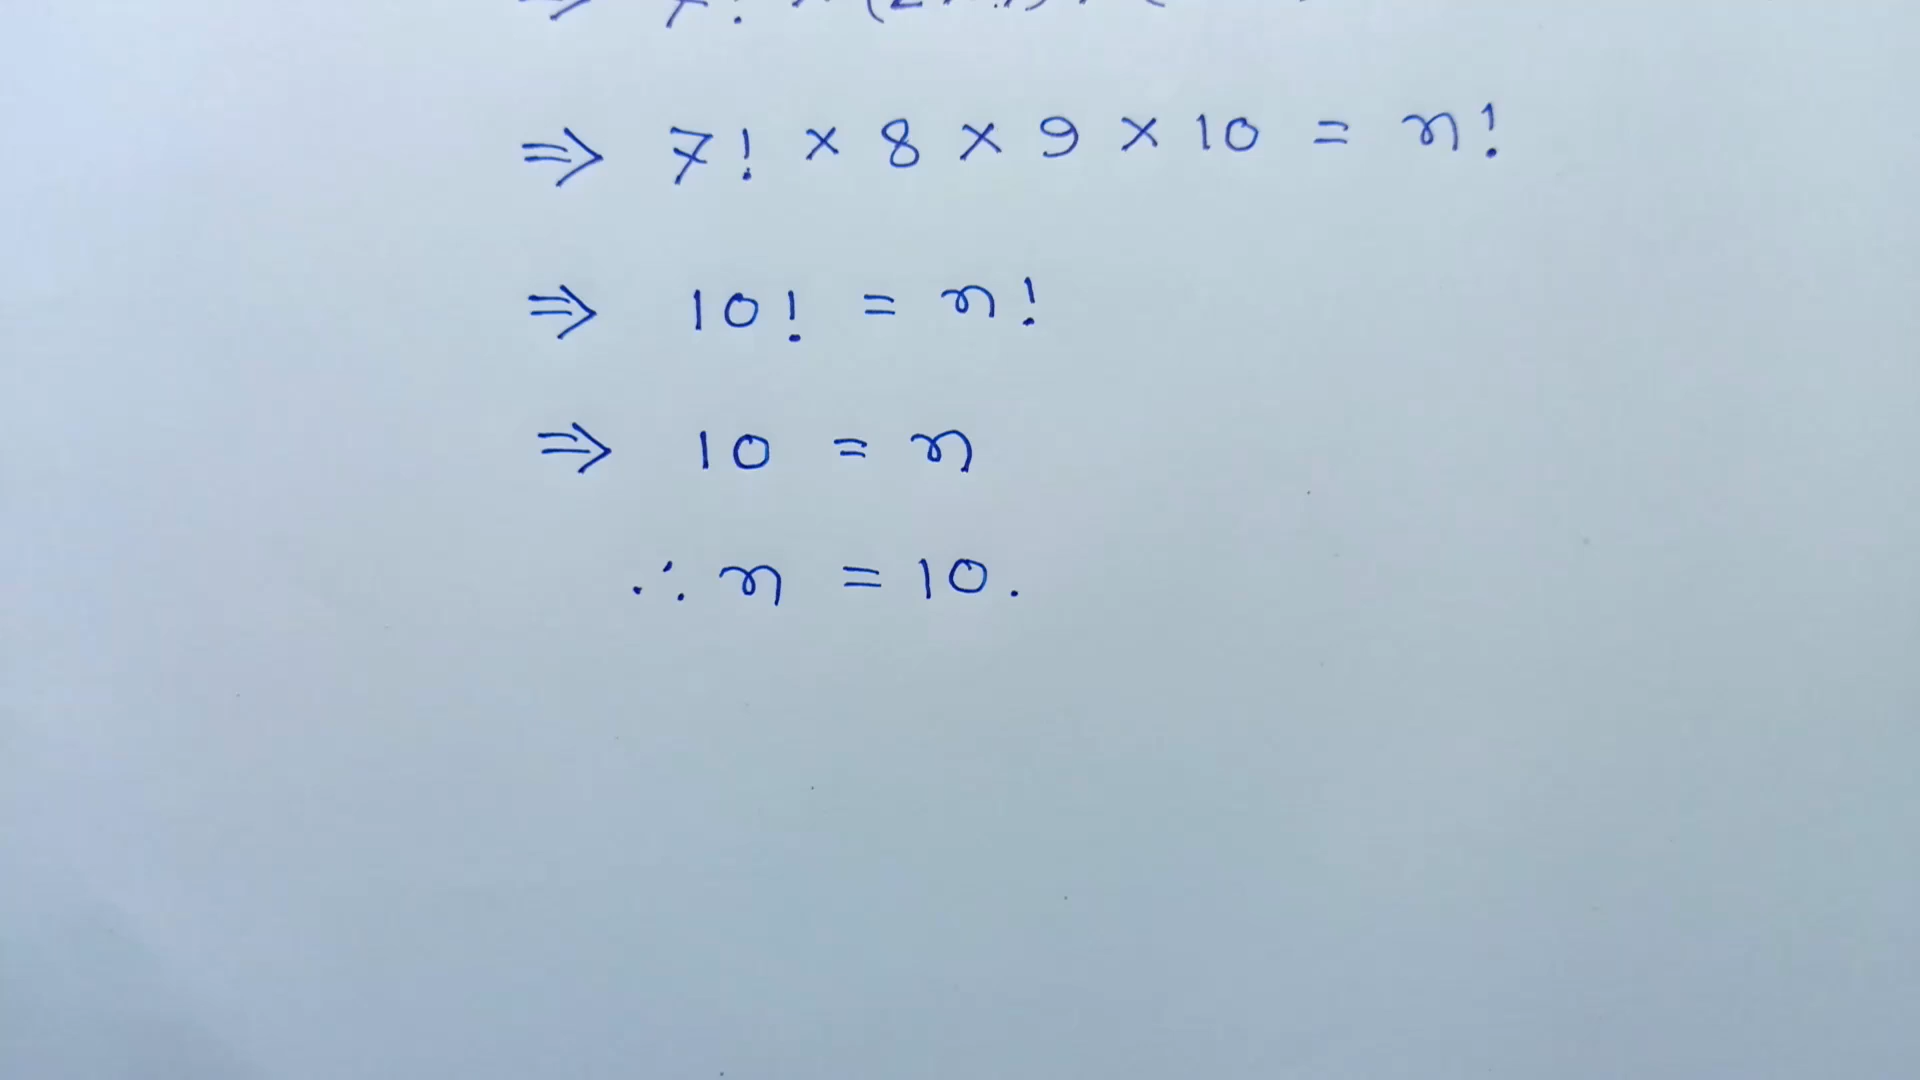 ⇒ 7! × 8 × 9 × 10 = n!
⇒ 10! = n!
⇒ 10 = n
∴ n = 10.